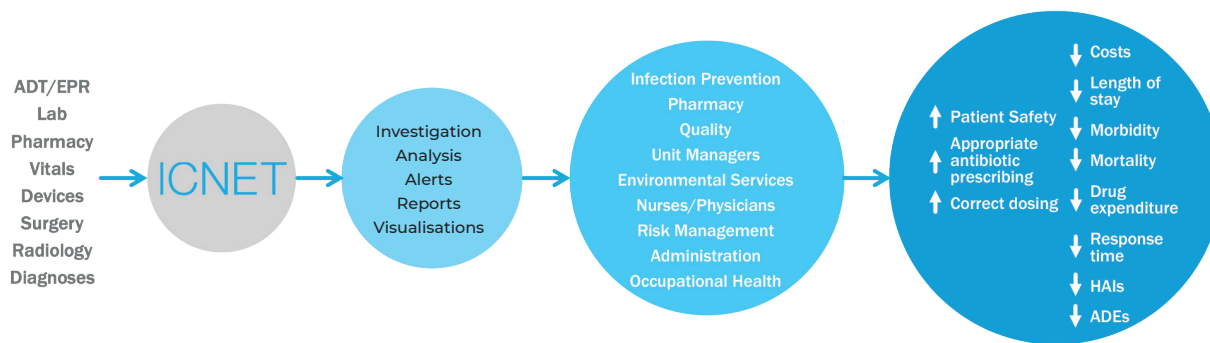 ADT/EPR
Lab
Pharmacy
Vitals
Devices
Surgery
Radiology
Diagnoses
ICNET
Investigation
Analysis
Alerts
Reports
Visualisations
Infection Prevention
Pharmacy
Quality
Unit Managers
Environmental Services
Nurses/Physicians
Risk Management
Administration
Occupational Health
Patient Safety
Appropriate
antibiotic
prescribing
Correct dosing
Costs
Length of
stay
Morbidity
Mortality
Drug
expenditure
Response
time
HAIs
ADEs